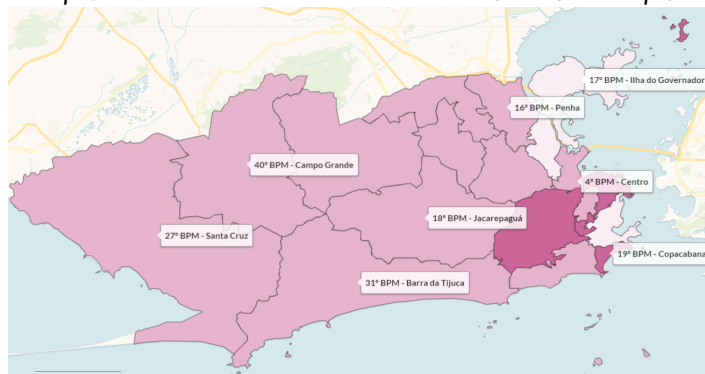 17º BPM - Ilha do Governador
16º BPM - Penha
40º BPM - Campo Grande
4º BPM - Centro
18º BPM - Jacarepaguá
27º BPM - Santa Cruz
19º BPM - Copacabana
31º BPM - Barra da Tijuca